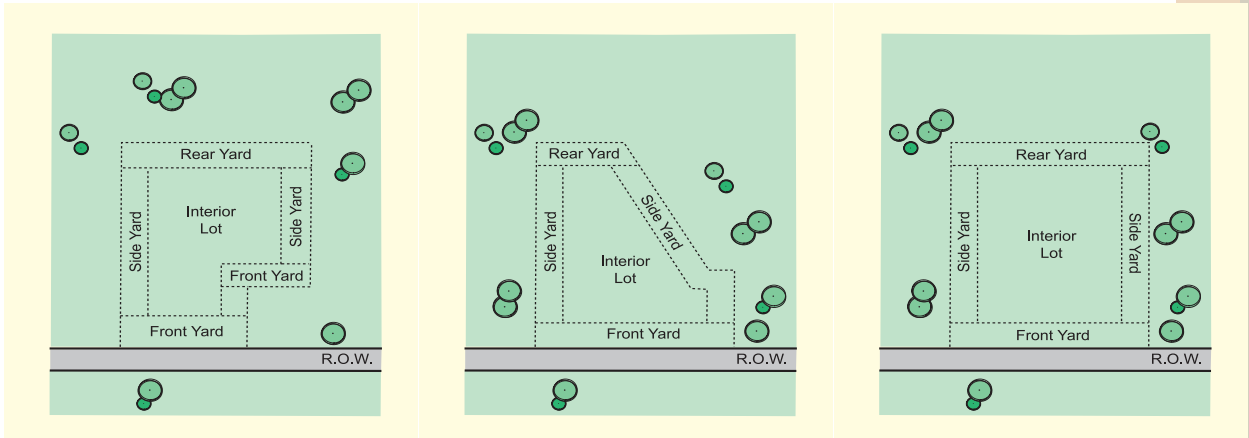 Rear Yard
Side Yard
Interior
Lot
Side Yard
Front Yard
Front Yard
R.O.W.
Rear Yard
Side Yard
Side Yard
Interior
Lot
Front Yard
R.O.W.
Rear Yard
Side Yard
Interior
Lot
Side Yard
Front Yard
R.O.W.